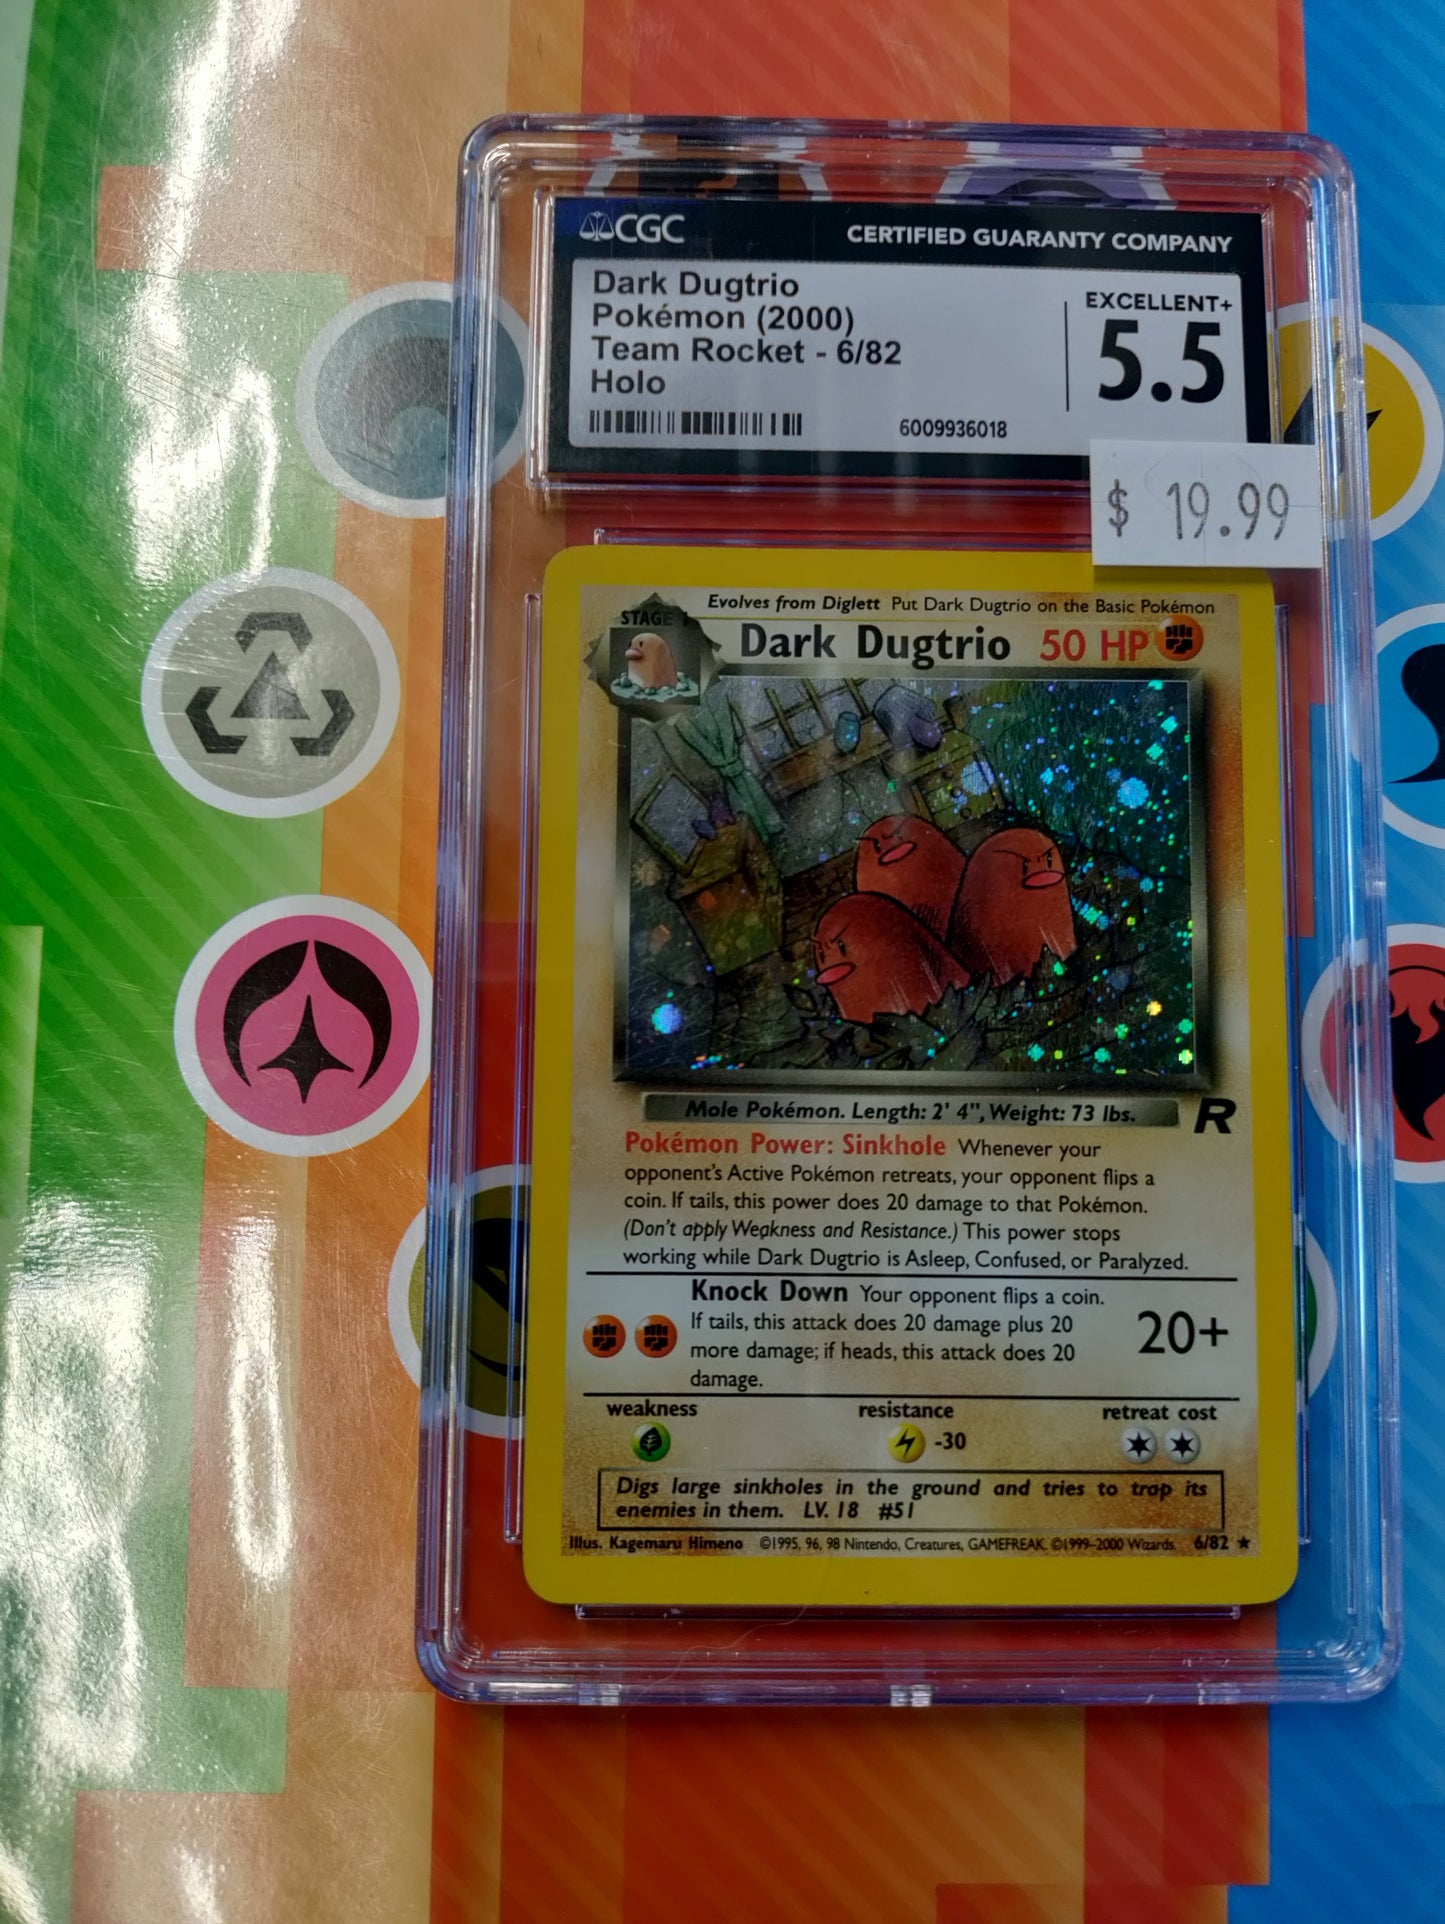 CGC CERTIFIED GUARANTY COMPANY
Dark Dugtrio
Pokémon (2000)
Team Rocket - 6/82
Holo
EXCELLENT+
5.5
6009936018
$ 19.99
Evolves from Diglett Put Dark Dugtrio on the Basic Pokémon
STAGE 1
Dark Dugtrio 50 HP
Mole Pokémon. Length: 2' 4", Weight: 73 lbs.
R
Pokémon Power: Sinkhole Whenever your
opponent's Active Pokémon retreats, your opponent flips a
coin. If tails, this power does 20 damage to that Pokémon.
(Don't apply Weakness and Resistance.) This power stops
working while Dark Dugtrio is Asleep, Confused, or Paralyzed.
Knock Down Your opponent flips a coin.
If tails, this attack does 20 damage plus 20
more damage; if heads, this attack does 20
damage.
20+
weakness resistance retreat cost
-30
Digs large sinkholes in the ground and tries to trap its
enemies in them. LV. 18 #51
Illus. Kagemaru Himeno ©1995, 96, 98 Nintendo, Creatures, GAMEFREAK. ©1999–2000 Wizards. 6/82 ★